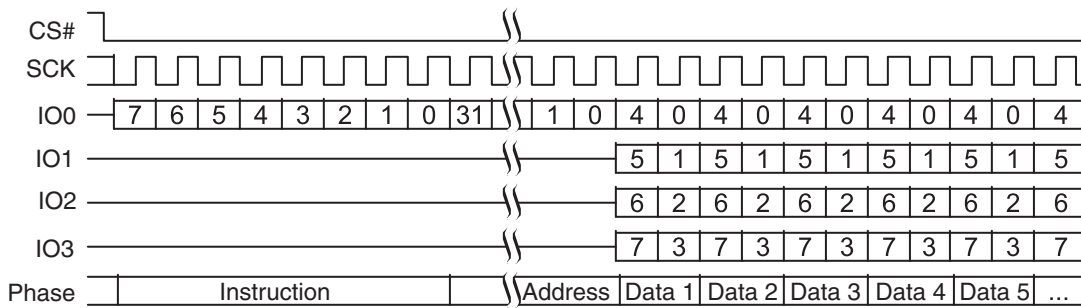 CS#
SCK
IO0 7 6 5 4 3 2 1 0 31 1 0 4 0 4 0 4 0 4 0 4 0 4
IO1 5 1 5 1 5 1 5 1 5 1 5
IO2 6 2 6 2 6 2 6 2 6 2 6
IO3 7 3 7 3 7 3 7 3 7 3 7
Phase Instruction Address Data 1 Data 2 Data 3 Data 4 Data 5 ...